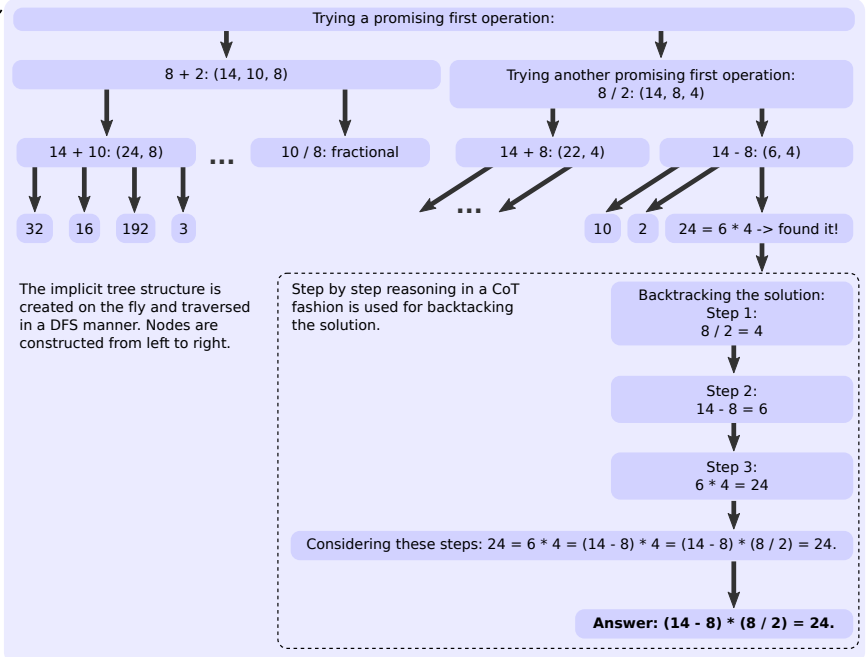 Trying a promising first operation:
8 + 2: (14, 10, 8)
Trying another promising first operation:
8 / 2: (14, 8, 4)
14 + 10: (24, 8)
...
10 / 8: fractional
14 + 8: (22, 4)
14 - 8: (6, 4)
...
32
16
192
3
10
2
24 = 6 * 4 -> found it!
The implicit tree structure is
created on the fly and traversed
in a DFS manner. Nodes are
constructed from left to right.
Step by step reasoning in a CoT
fashion is used for backtacking
the solution.
Backtracking the solution:
Step 1:
8 / 2 = 4
Step 2:
14 - 8 = 6
Step 3:
6 * 4 = 24
Considering these steps: 24 = 6 * 4 = (14 - 8) * 4 = (14 - 8) * (8 / 2) = 24.
Answer: (14 - 8) * (8 / 2) = 24.